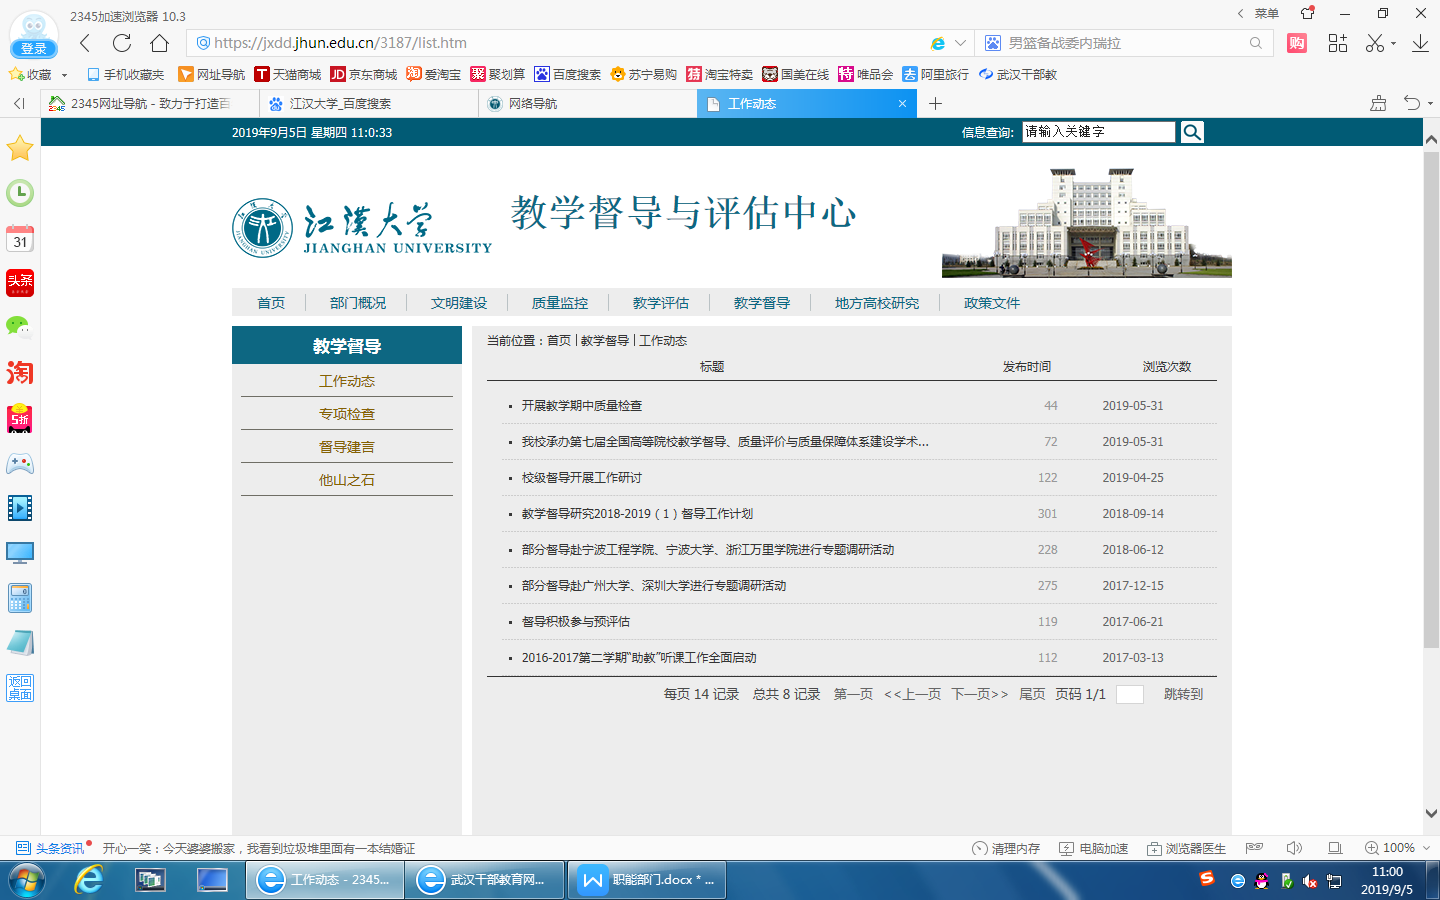 2345加速浏览器 10.3
菜单
登录
https://jxdd.jhun.edu.cn/3187/list.htm
男篮备战委内瑞拉
购
收藏 手机收藏夹 网址导航 天猫商城 京东商城 爱淘宝 聚划算 百度搜索 苏宁易购 淘宝特卖 国美在线 唯品会 阿里旅行 武汉干部教
2345网址导航 - 致力于打造百
江汉大学_百度搜索
网络导航
工作动态
2019年9月5日 星期四 11:0:33
信息查询: 请输入关键字
江汉大学
JIANGHAN UNIVERSITY
教学督导与评估中心
首页 部门概况 文明建设 质量监控 教学评估 教学督导 地方高校研究 政策文件
教学督导
工作动态
专项检查
督导建言
他山之石
当前位置：首页 | 教学督导 | 工作动态
标题 发布时间 浏览次数
开展教学期中质量检查 44 2019-05-31
我校承办第七届全国高等院校教学督导、质量评价与质量保障体系建设学术... 72 2019-05-31
校级督导开展工作研讨 122 2019-04-25
教学督导研究2018-2019（1）督导工作计划 301 2018-09-14
部分督导赴宁波工程学院、宁波大学、浙江万里学院进行专题调研活动 228 2018-06-12
部分督导赴广州大学、深圳大学进行专题调研活动 275 2017-12-15
督导积极参与预评估 119 2017-06-21
2016-2017第二学期“助教”听课工作全面启动 112 2017-03-13
每页 14 记录 总共 8 记录 第一页 <<上一页 下一页>> 尾页 页码 1/1 跳转到
31
头条
淘
5折
返回
桌面
头条资讯 开心一笑：今天婆婆搬家，我看到垃圾堆里面有一本结婚证
清理内存 电脑加速 浏览器医生 100%
工作动态 - 2345...
武汉干部教育网...
职能部门.docx * ...
11:00
2019/9/5